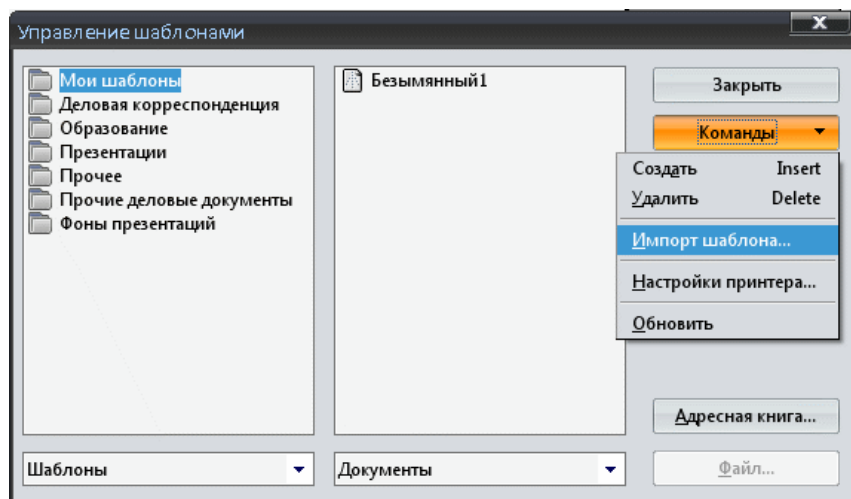 Управление шаблонами
Мои шаблоны
Деловая корреспонденция
Образование
Презентации
Прочее
Прочие деловые документы
Фоны презентаций
Безымянный1
Закрыть
Команды
Создать Insert
Удалить Delete
Импорт шаблона...
Настройки принтера...
Обновить
Адресная книга...
Шаблоны
Документы
Файл...